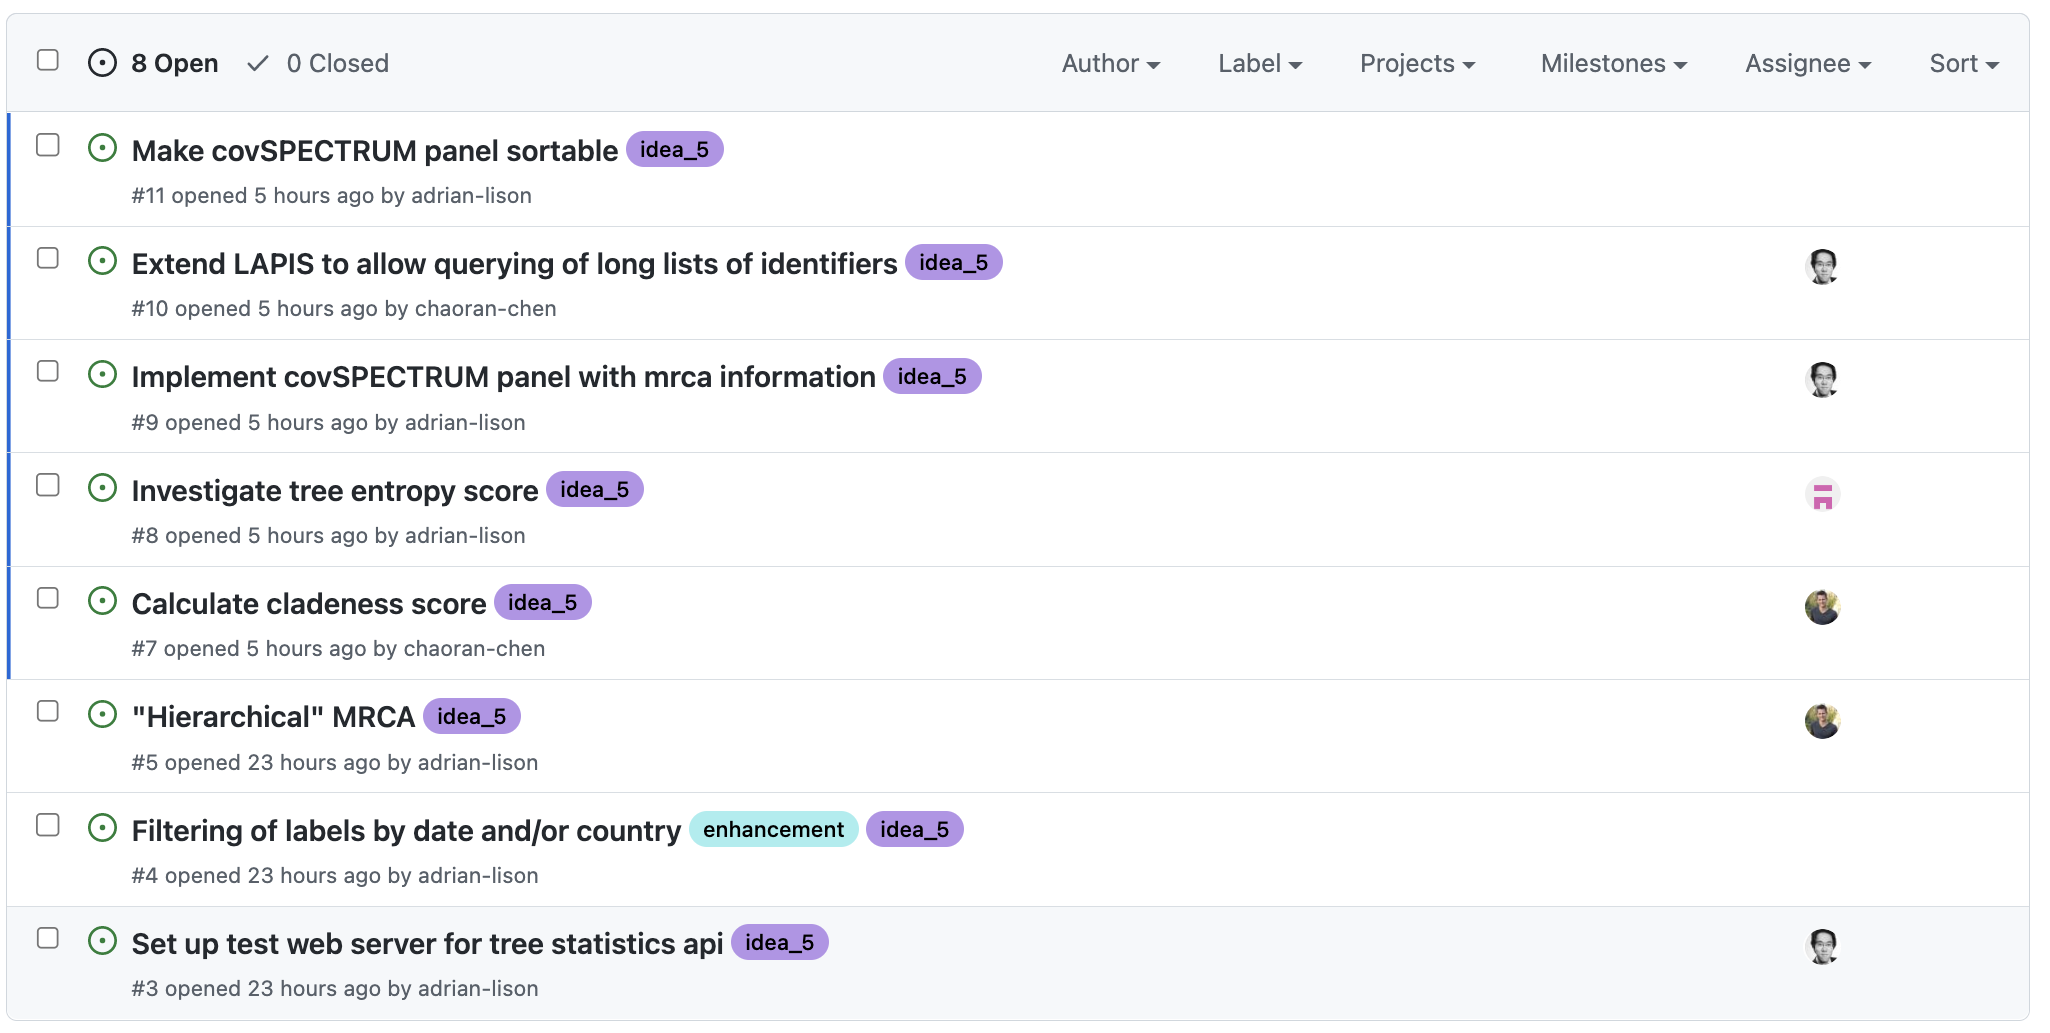 8 Open 0 Closed Author Label Projects Milestones Assignee Sort
Make covSPECTRUM panel sortable idea_5
#11 opened 5 hours ago by adrian-lison
Extend LAPIS to allow querying of long lists of identifiers idea_5
#10 opened 5 hours ago by chaoran-chen
Implement covSPECTRUM panel with mrca information idea_5
#9 opened 5 hours ago by adrian-lison
Investigate tree entropy score idea_5
#8 opened 5 hours ago by adrian-lison
Calculate cladeness score idea_5
#7 opened 5 hours ago by chaoran-chen
"Hierarchical" MRCA idea_5
#5 opened 23 hours ago by adrian-lison
Filtering of labels by date and/or country enhancement idea_5
#4 opened 23 hours ago by adrian-lison
Set up test web server for tree statistics api idea_5
#3 opened 23 hours ago by adrian-lison